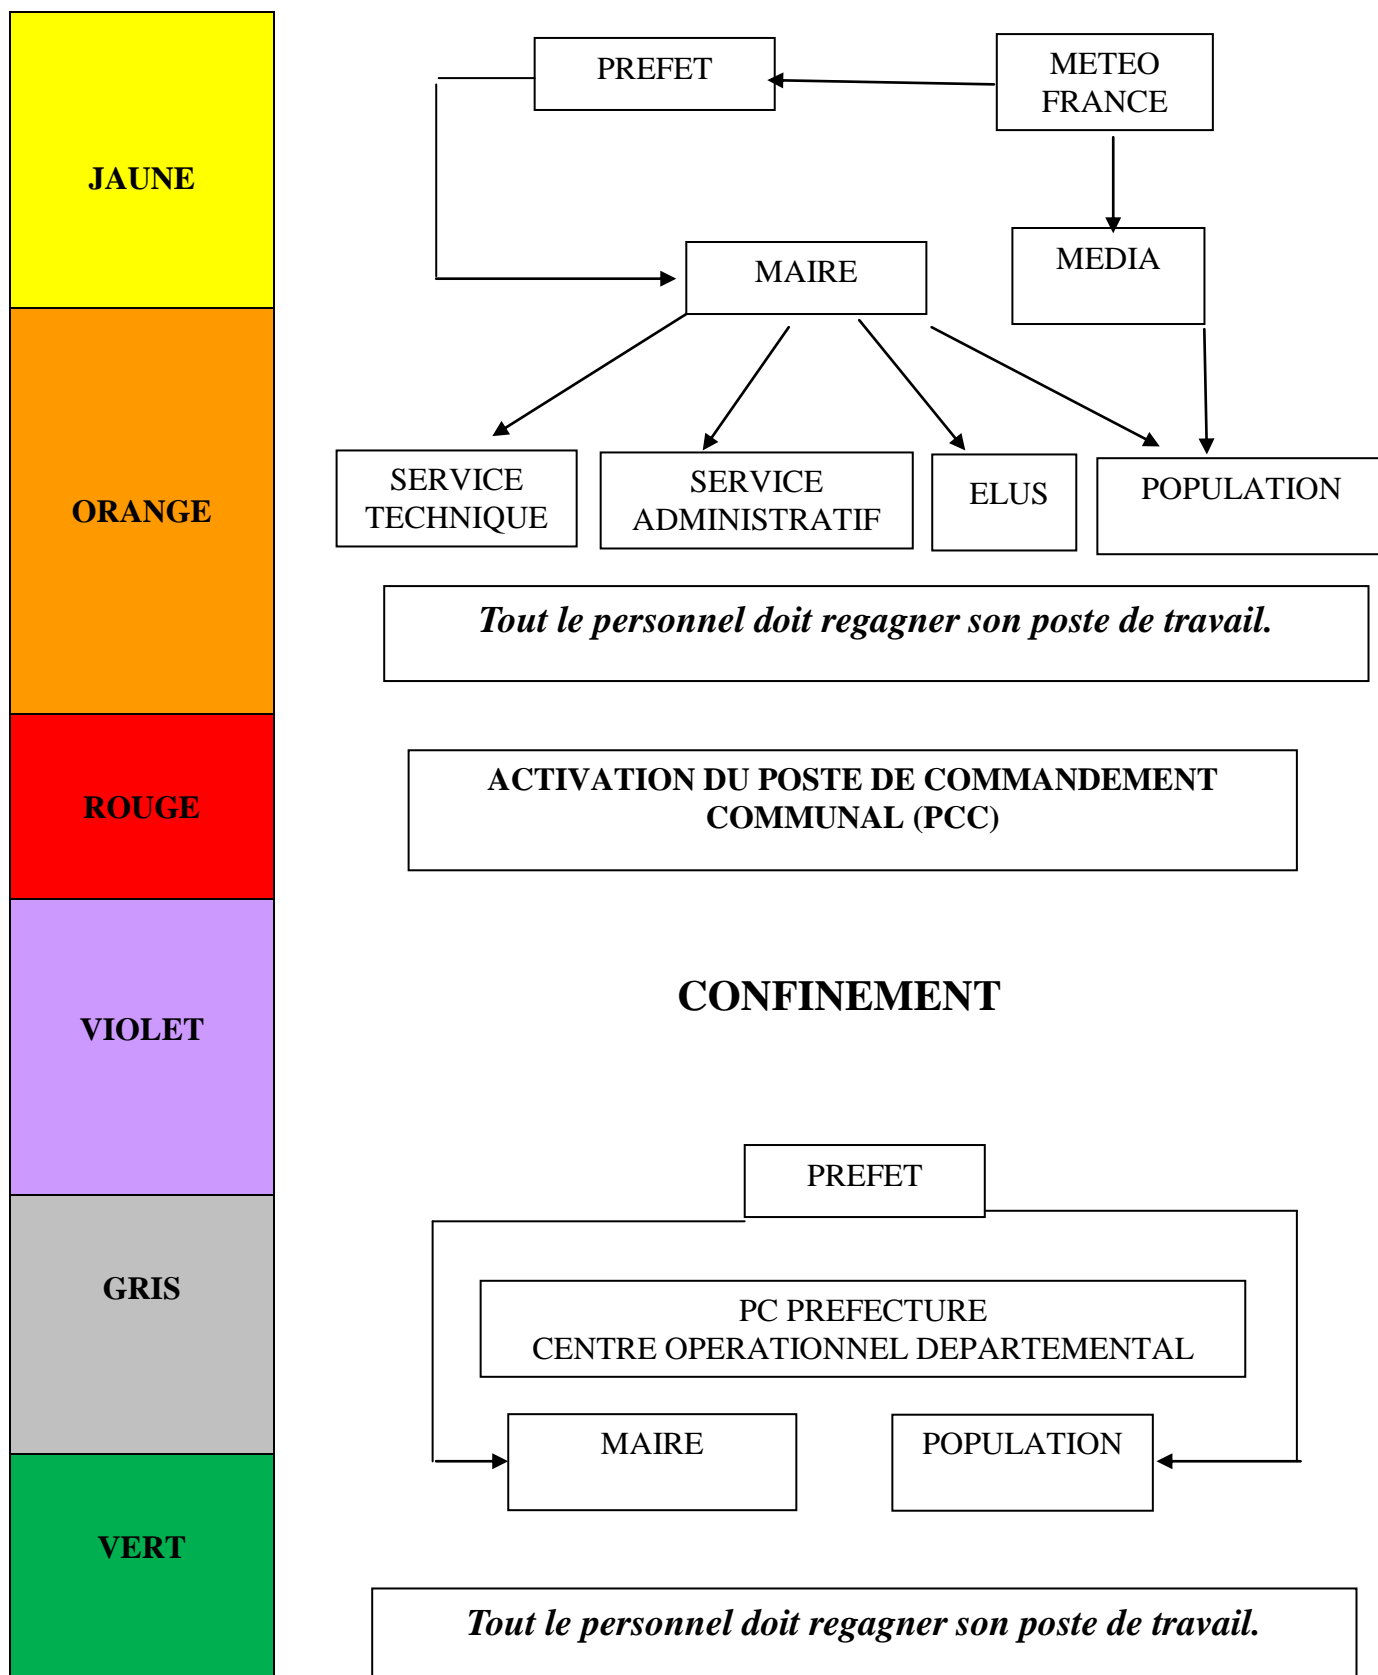 JAUNE
PREFET
METEO
FRANCE
MAIRE
MEDIA
ORANGE
SERVICE
TECHNIQUE
SERVICE
ADMINISTRATIF
ELUS
POPULATION
Tout le personnel doit regagner son poste de travail.
ROUGE
ACTIVATION DU POSTE DE COMMANDEMENT
COMMUNAL (PCC)
VIOLET
CONFINEMENT
PREFET
GRIS
PC PREFECTURE
CENTRE OPERATIONNEL DEPARTEMENTAL
MAIRE
POPULATION
VERT
Tout le personnel doit regagner son poste de travail.